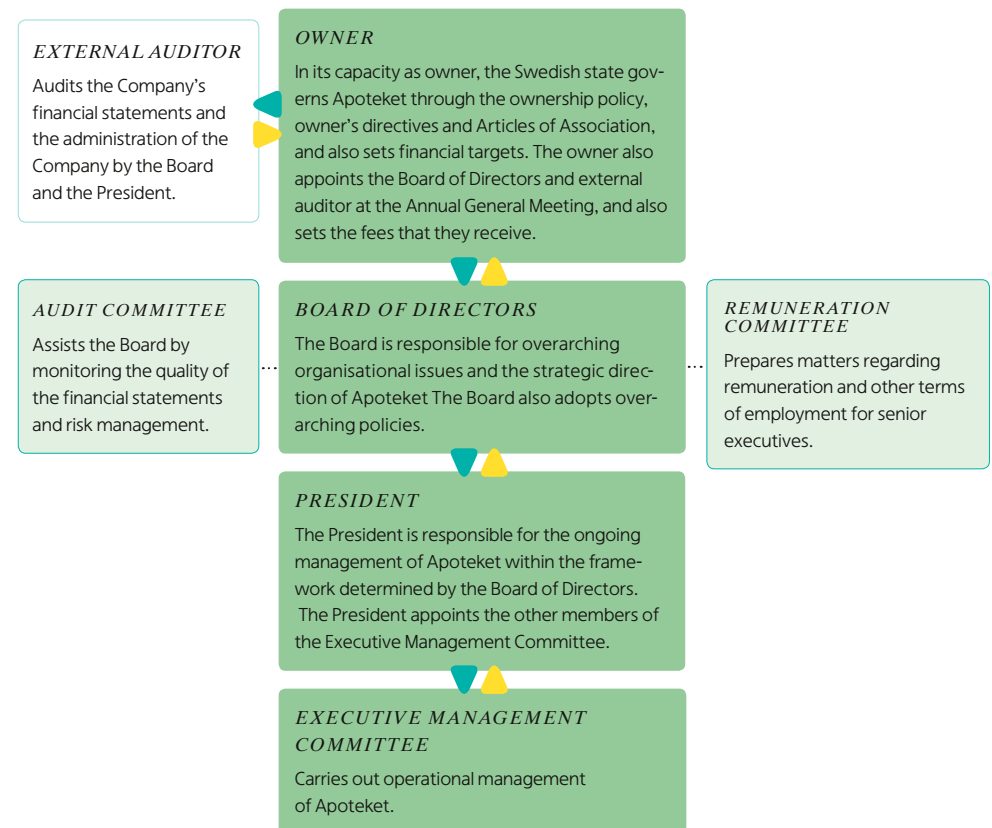 EXTERNAL AUDITOR
Audits the Company's
financial statements and
the administration of the
Company by the Board
and the President.
OWNER
In its capacity as owner, the Swedish state gov-
erns Apoteket through the ownership policy,
owner's directives and Articles of Association,
and also sets financial targets. The owner also
appoints the Board of Directors and external
auditor at the Annual General Meeting, and also
sets the fees that they receive.
AUDIT COMMITTEE
Assists the Board by
monitoring the quality of
the financial statements
and risk management.
BOARD OF DIRECTORS
The Board is responsible for overarching
organisational issues and the strategic direc-
tion of Apoteket The Board also adopts over-
arching policies.
REMUNERATION
COMMITTEE
Prepares matters regarding
remuneration and other terms
of employment for senior
executives.
PRESIDENT
The President is responsible for the ongoing
management of Apoteket within the frame-
work determined by the Board of Directors.
The President appoints the other members of
the Executive Management Committee.
EXECUTIVE MANAGEMENT
COMMITTEE
Carries out operational management
of Apoteket.